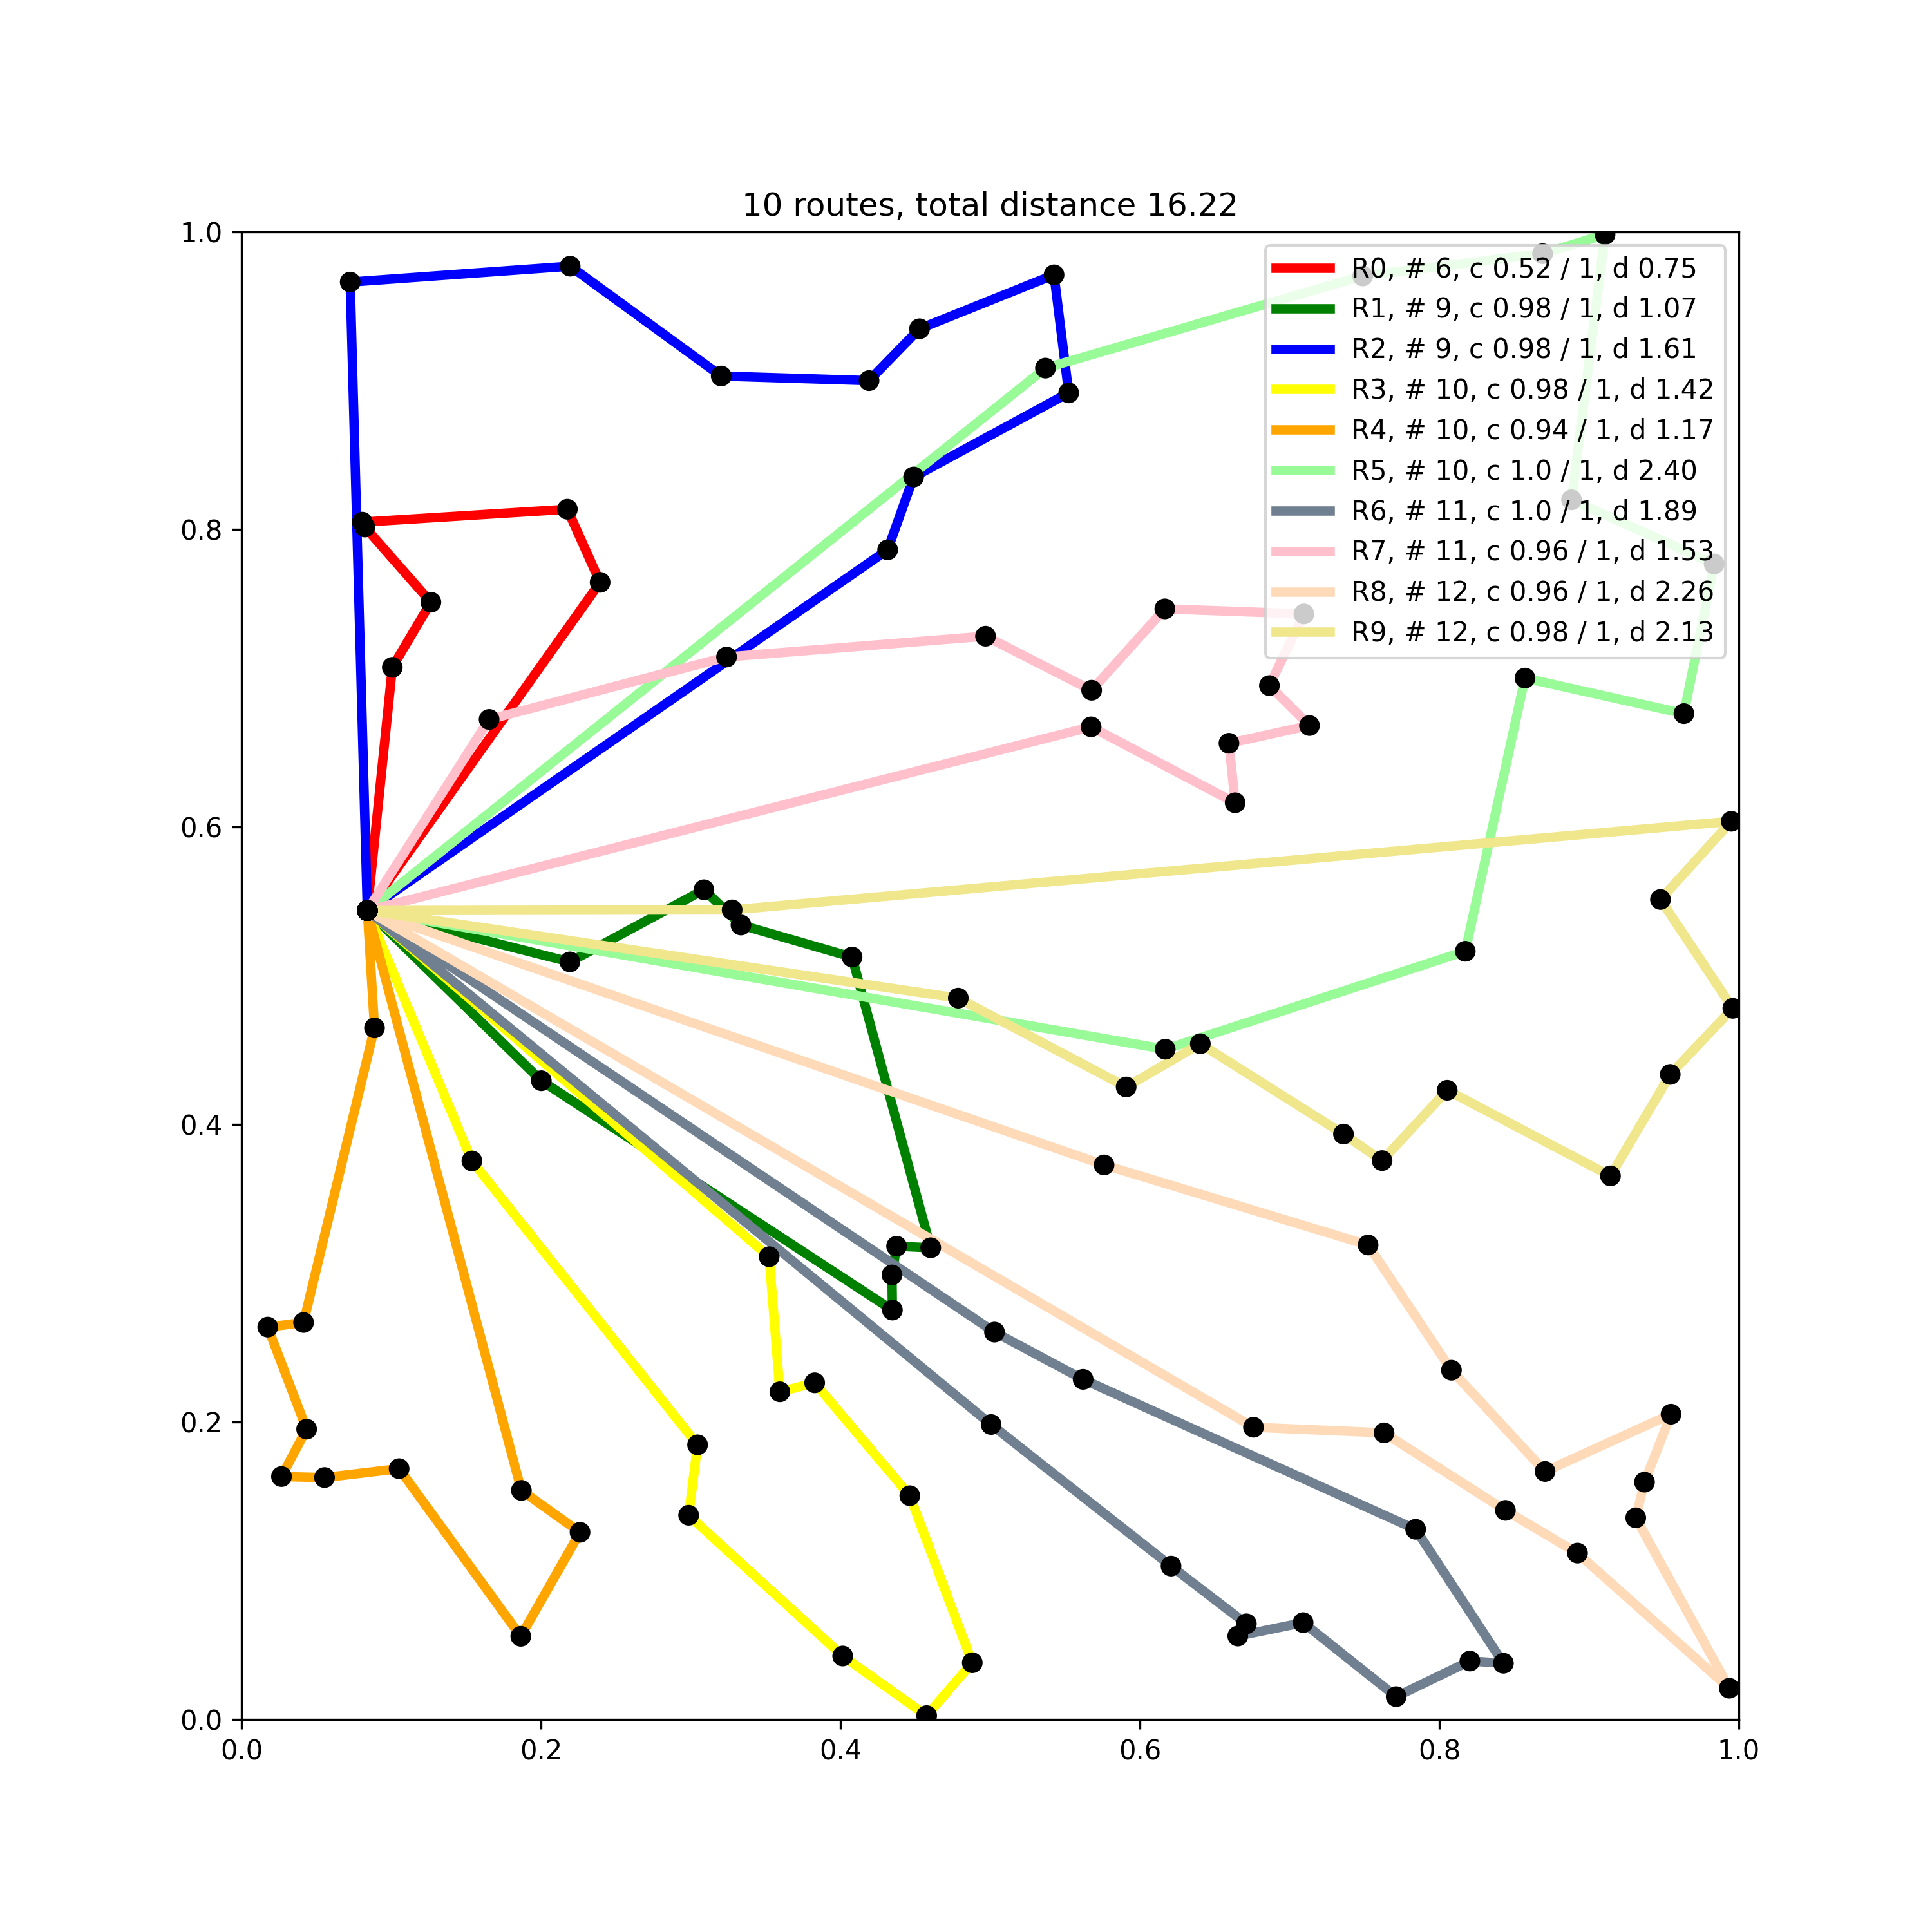 10 routes, total distance 16.22
1.0
0.8
0.6
0.4
0.2
0.0
0.0 0.2 0.4 0.6 0.8 1.0
R0, # 6, c 0.52 / 1, d 0.75
R1, # 9, c 0.98 / 1, d 1.07
R2, # 9, c 0.98 / 1, d 1.61
R3, # 10, c 0.98 / 1, d 1.42
R4, # 10, c 0.94 / 1, d 1.17
R5, # 10, c 1.0 / 1, d 2.40
R6, # 11, c 1.0 / 1, d 1.89
R7, # 11, c 0.96 / 1, d 1.53
R8, # 12, c 0.96 / 1, d 2.26
R9, # 12, c 0.98 / 1, d 2.13